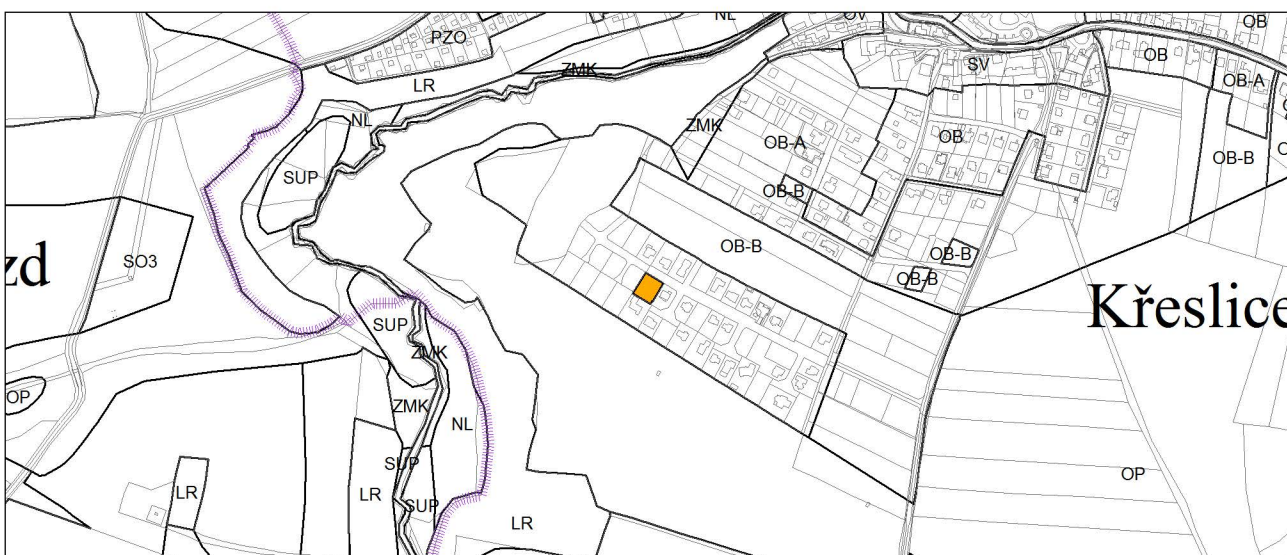 NL
OV
OB
PZO
SV
OB
ZMK
LR
OB-A
NL
ZMK
OB-A
OB
OB-B
SUP
OB-B
OB-B
SO3
zd
OB-B
OB-B
Křeslice
SUP
ZMK
OP
ZMK
NL
SUP
OP
LR
LR
SUP
LR